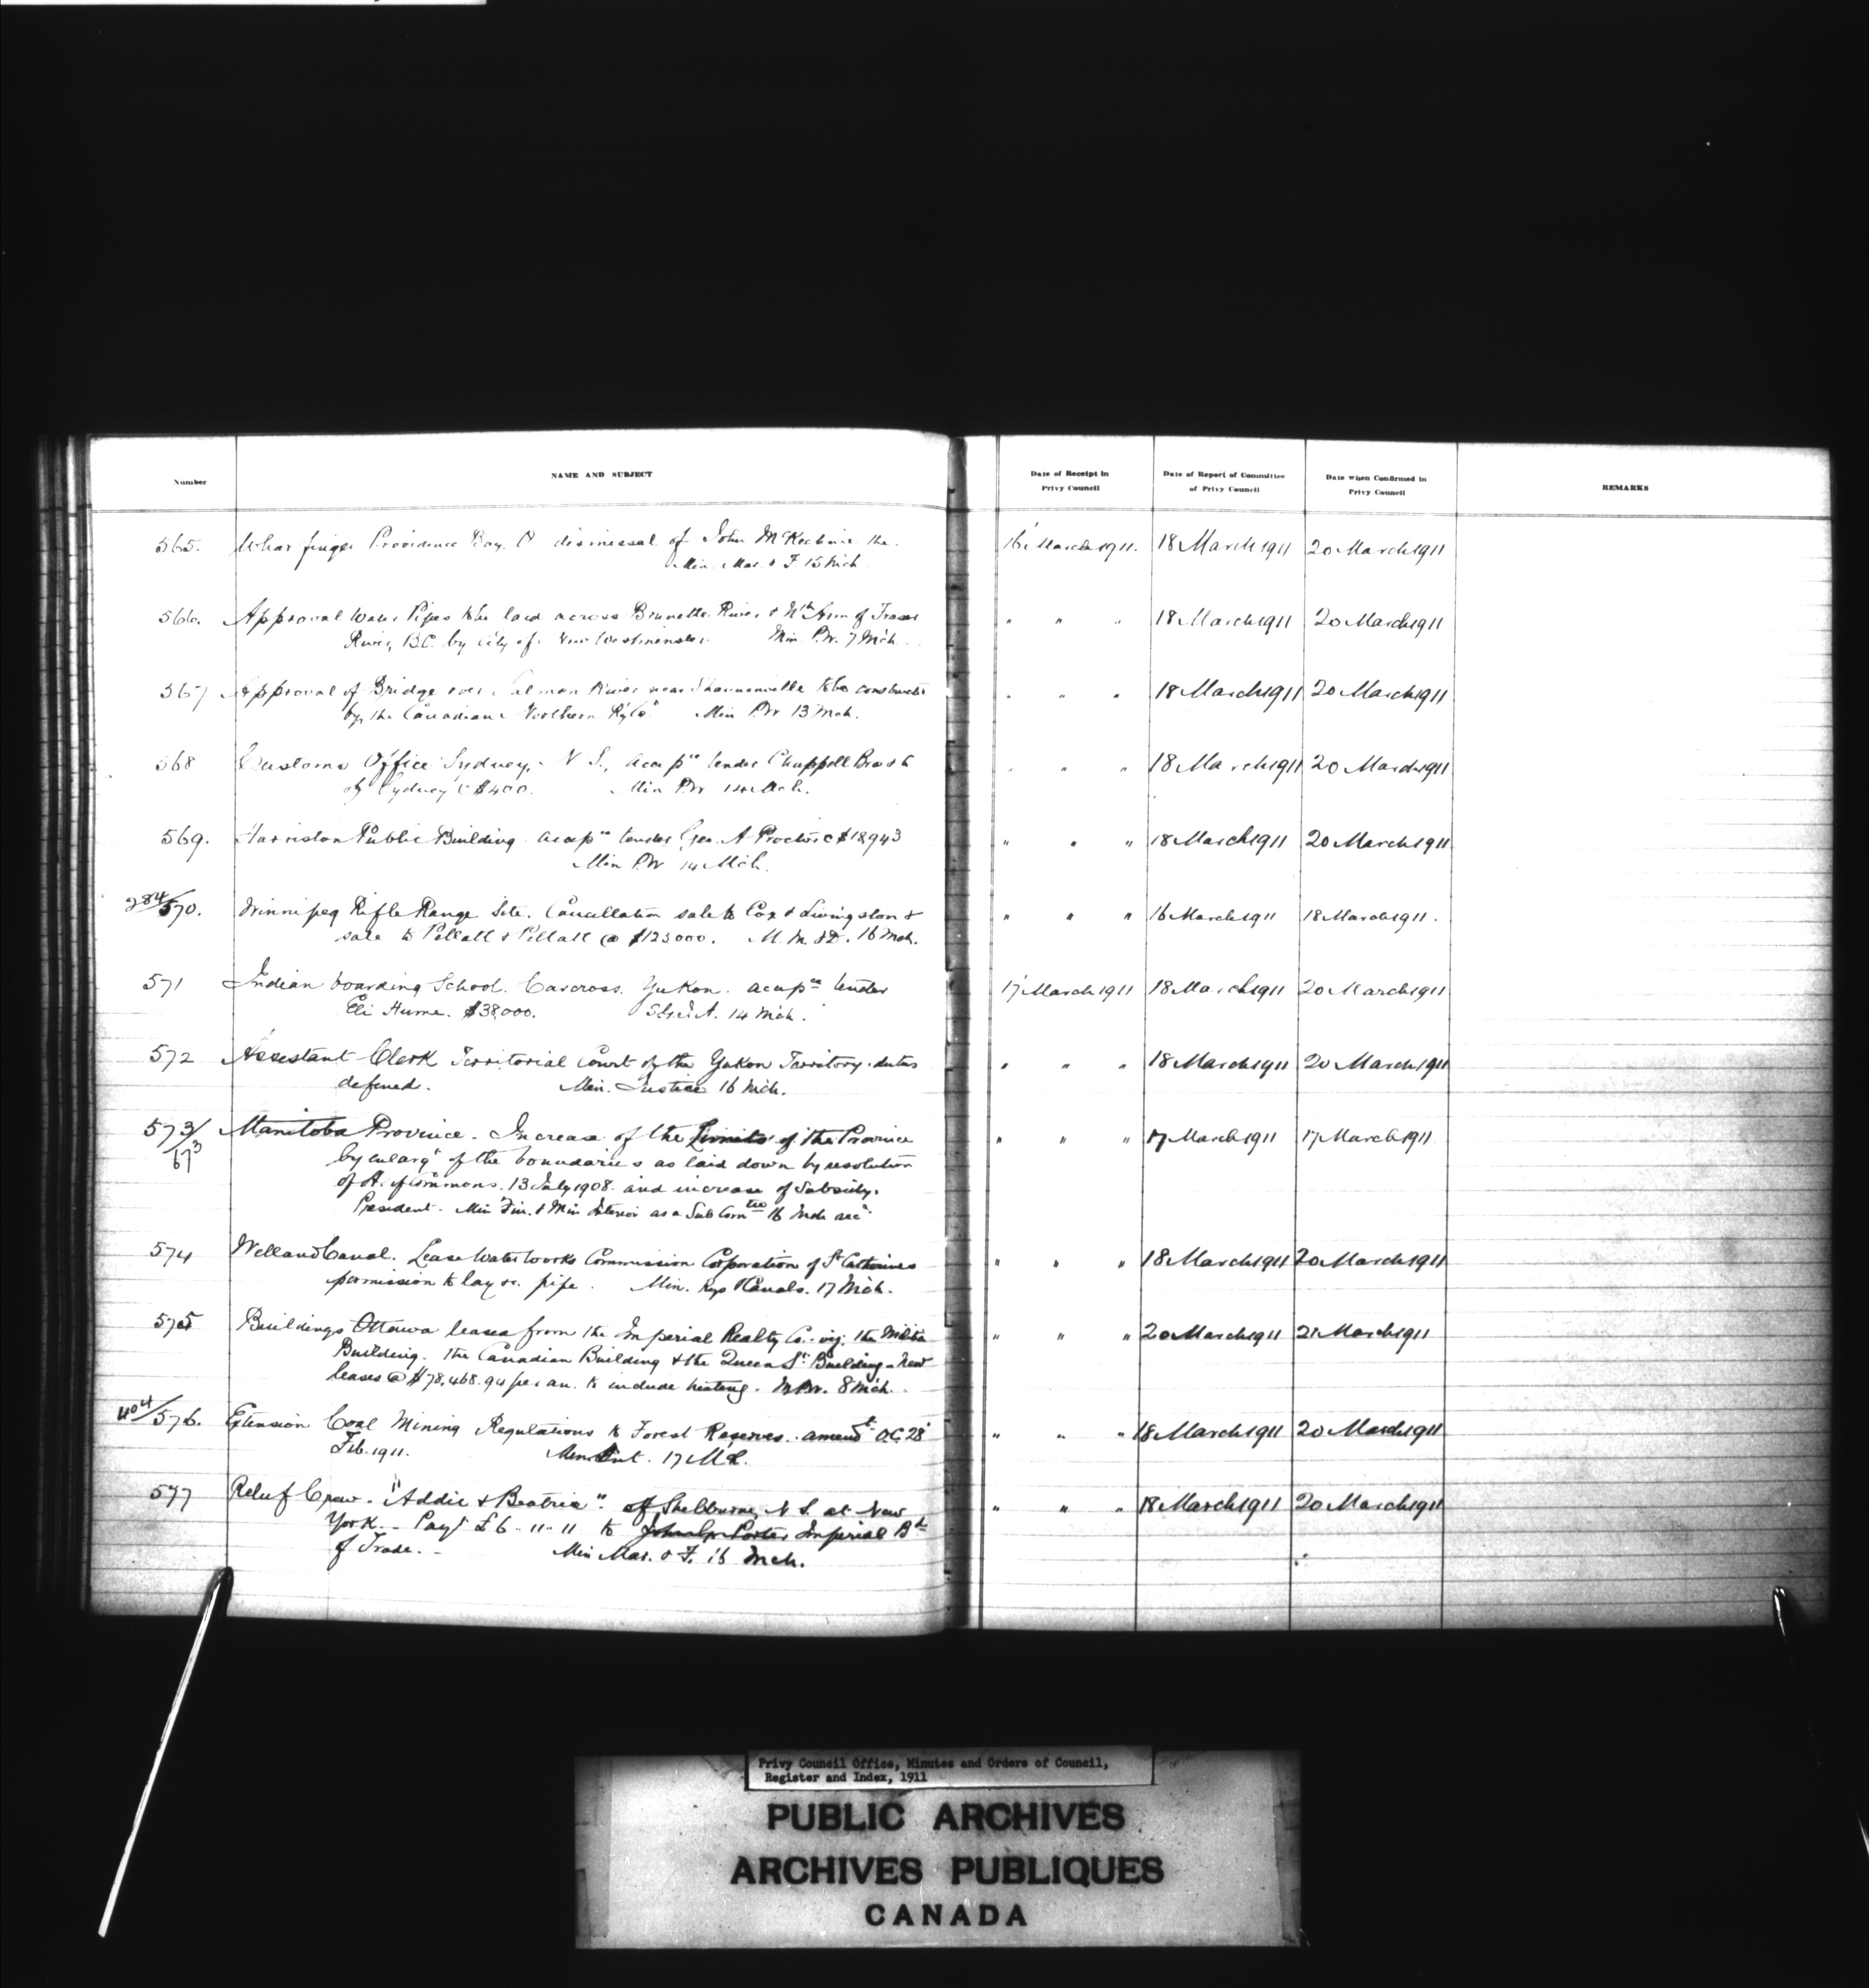 Number NAME AND SUBJECT Date of Receipt in Privy Council Date of Report of Committee of Privy Council Date when Confirmed in Privy Council REMARKS
565. Wharfinger Providence Bay. O dismissal of John McKechnie the. 16 March 1911. 18 March 1911 20 March 1911
Min. Mar. & F. 15 Mch
566. Approval Water Pipes to be laid across Brunette River & Nth Arm of Fraser " " " 18 March 1911 20 March 1911
River, B.C. by city of New Westminster. Min P.W. 7 Mch.
567 Approval of Bridge over Salmon River near Shannonville to be constructed " " " 18 March 1911 20 March 1911
by the Canadian Northern Ry Co. Min P.W 13 Mch.
568 Customs Office Sydney, N S., accepce tender Chappell Bros & Co " " " 18 March 1911 20 March 1911
of Sydney @ $400. Min P.W 14 Mch.
569. Harriston Public Building accepce tender Geo. A Proctor @ $18943 " " " 18 March 1911 20 March 1911
Min P.W 14 Mch.
284/570. Winnipeg Rifle Range Site. Cancellation sale to Cox & Livingston & " " " 16 March 1911 18 March 1911.
sale to Pellatt & Pellatt @ $123000. M. M. & D. 16 Mch.
571 Indian boarding School. Carcross. Yukon. accepce tender 17 March 1911 18 March 1911 20 March 1911
Eli Hume. $38,000. S.G.I.A. 14 Mch.
572 Assistant Clerk Territorial Court of the Yukon Territory. duties " " " 18 March 1911 20 March 1911
defined. Min. Justice 16 Mch.
573/673 Manitoba Province. Increase of the Limits of the Province " " " 17 March 1911 17 March 1911
by enlargt of the boundaries as laid down by resolution
of H. of Commons. 13 July 1908. and increase of Subsidy.
President. Min Fin. & Min Interior as a Sub Comtee 16 Mch recd
574 Welland Canal. Lease Water Works Commission Corporation of St Catharines " " " 18 March 1911 20 March 1911
permission to lay &c. pipe. Min. Rys & Canals. 17 Mch.
575 Buildings Ottawa leased from the Imperial Realty Co. viz: the Militia " " " 20 March 1911 21 March 1911
Building. the Canadian Building & the Queen St. Building - New
leases @ $78,468.94 per an. to include heating. M.P.W. 8 Mch.
404/576. Extension Coal Mining Regulations to Forest Reserves. amendt O.C. 28 " " " 18 March 1911 20 March 1911
Feb. 1911. Min Int. 17 Mch.
577 Relief Crew. "Addie & Beatrice" of Shelburne, N S. at New " " " 18 March 1911 20 March 1911
York. - Payt £6-11-11 to Porter Imperial Bd
of Trade. - Min Mar. & F. 16 Mch.
Privy Council Office, Minutes and Orders of Council,
Register and Index, 1911
PUBLIC ARCHIVES
ARCHIVES PUBLIQUES
CANADA